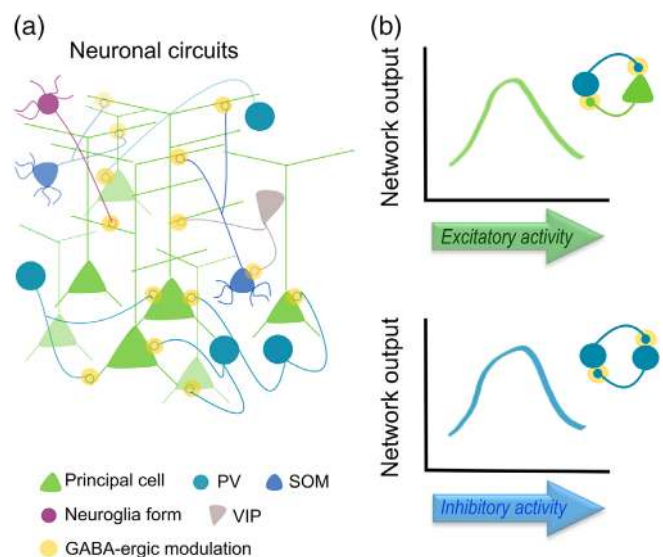 (a)
Neuronal circuits
Principal cell
PV
SOM
Neuroglia form
VIP
GABA-ergic modulation
(b)
Network output
Excitatory activity
Network output
Inhibitory activity